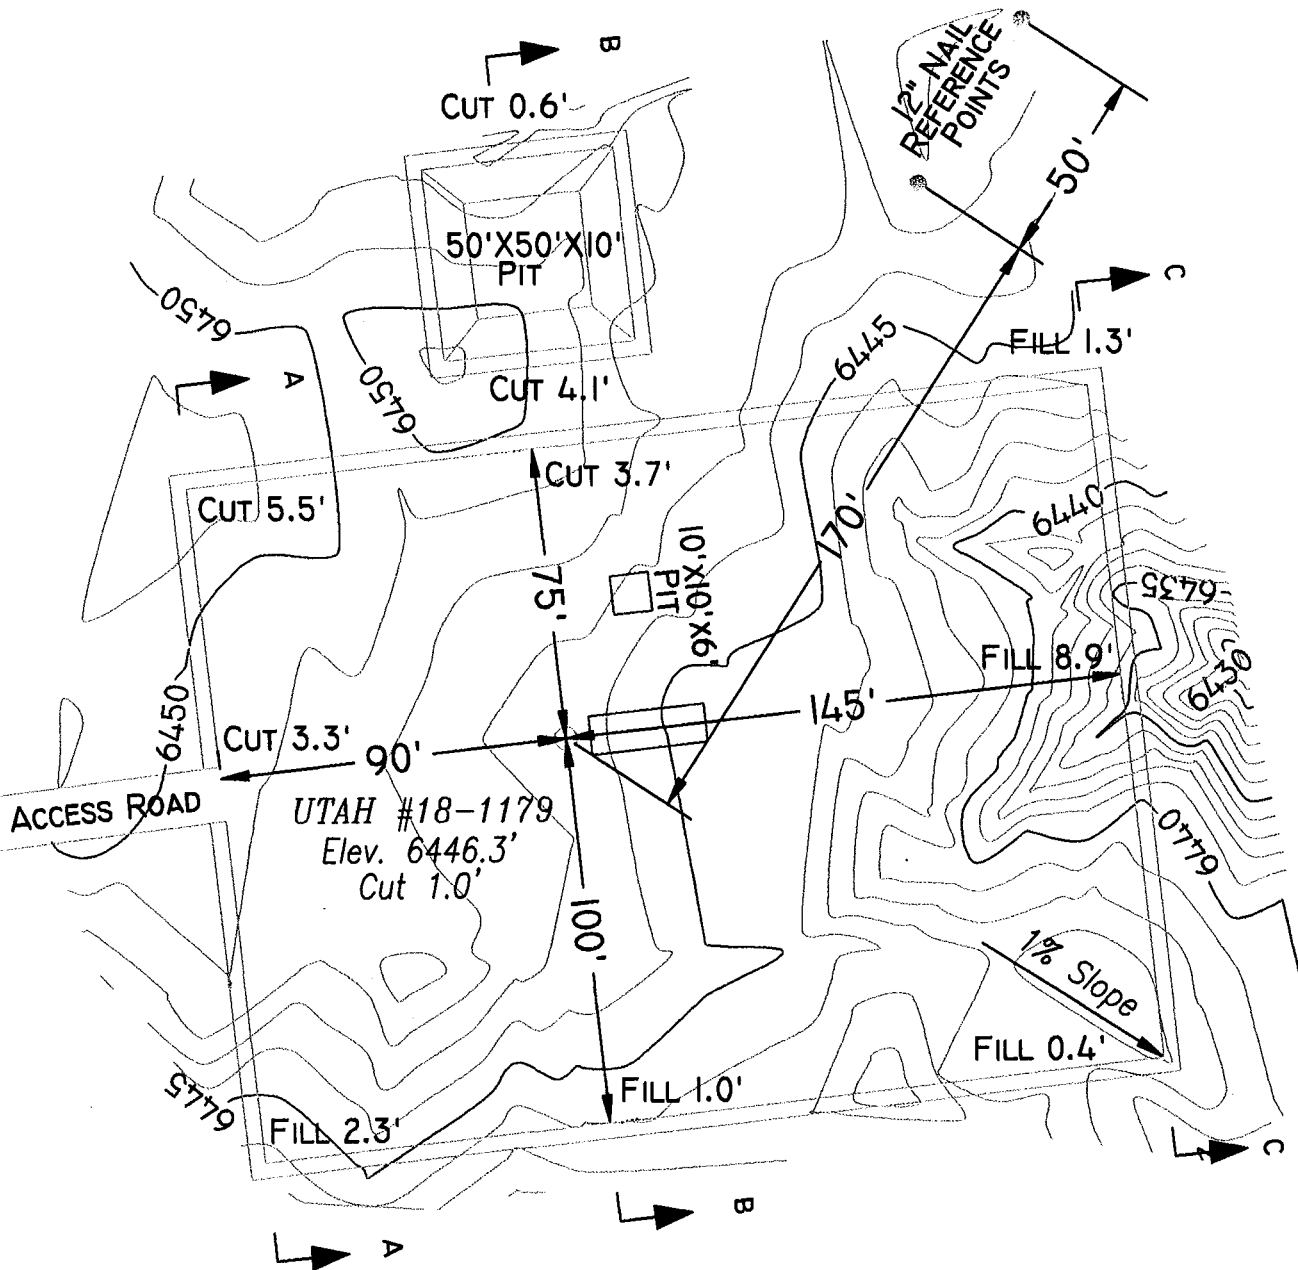 B
CUT 0.6'
12" NAIL
REFERENCE
POINTS
50'
50'X50'X10'
PIT
C
6450
6445
FILL 1.3'
A
6450
CUT 4.1'
CUT 3.7'
CUT 5.5'
6440
170'
10'X10'X6'
PIT
75'
6435
FILL 8.9'
6430
6450
145'
CUT 3.3'
90'
ACCESS ROAD
UTAH #18-1179
Elev. 6446.3'
Cut 1.0'
6440
100'
1% Slope
FILL 0.4'
6445
FILL 1.0'
FILL 2.3'
C
B
A